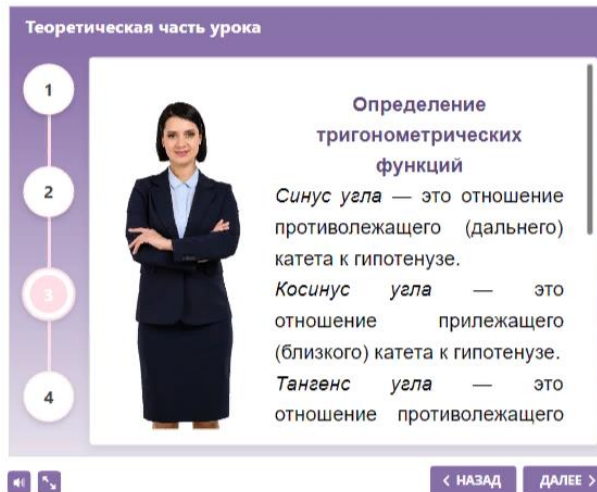 Теоретическая часть урока
1
2
3
4
Определение
тригонометрических
функций
Синус угла — это отношение
противолежащего (дальнего)
катета к гипотенузе.
Косинус угла — это
отношение прилежащего
(близкого) катета к гипотенузе.
Тангенс угла — это
отношение противолежащего
НАЗАД
ДАЛЕЕ